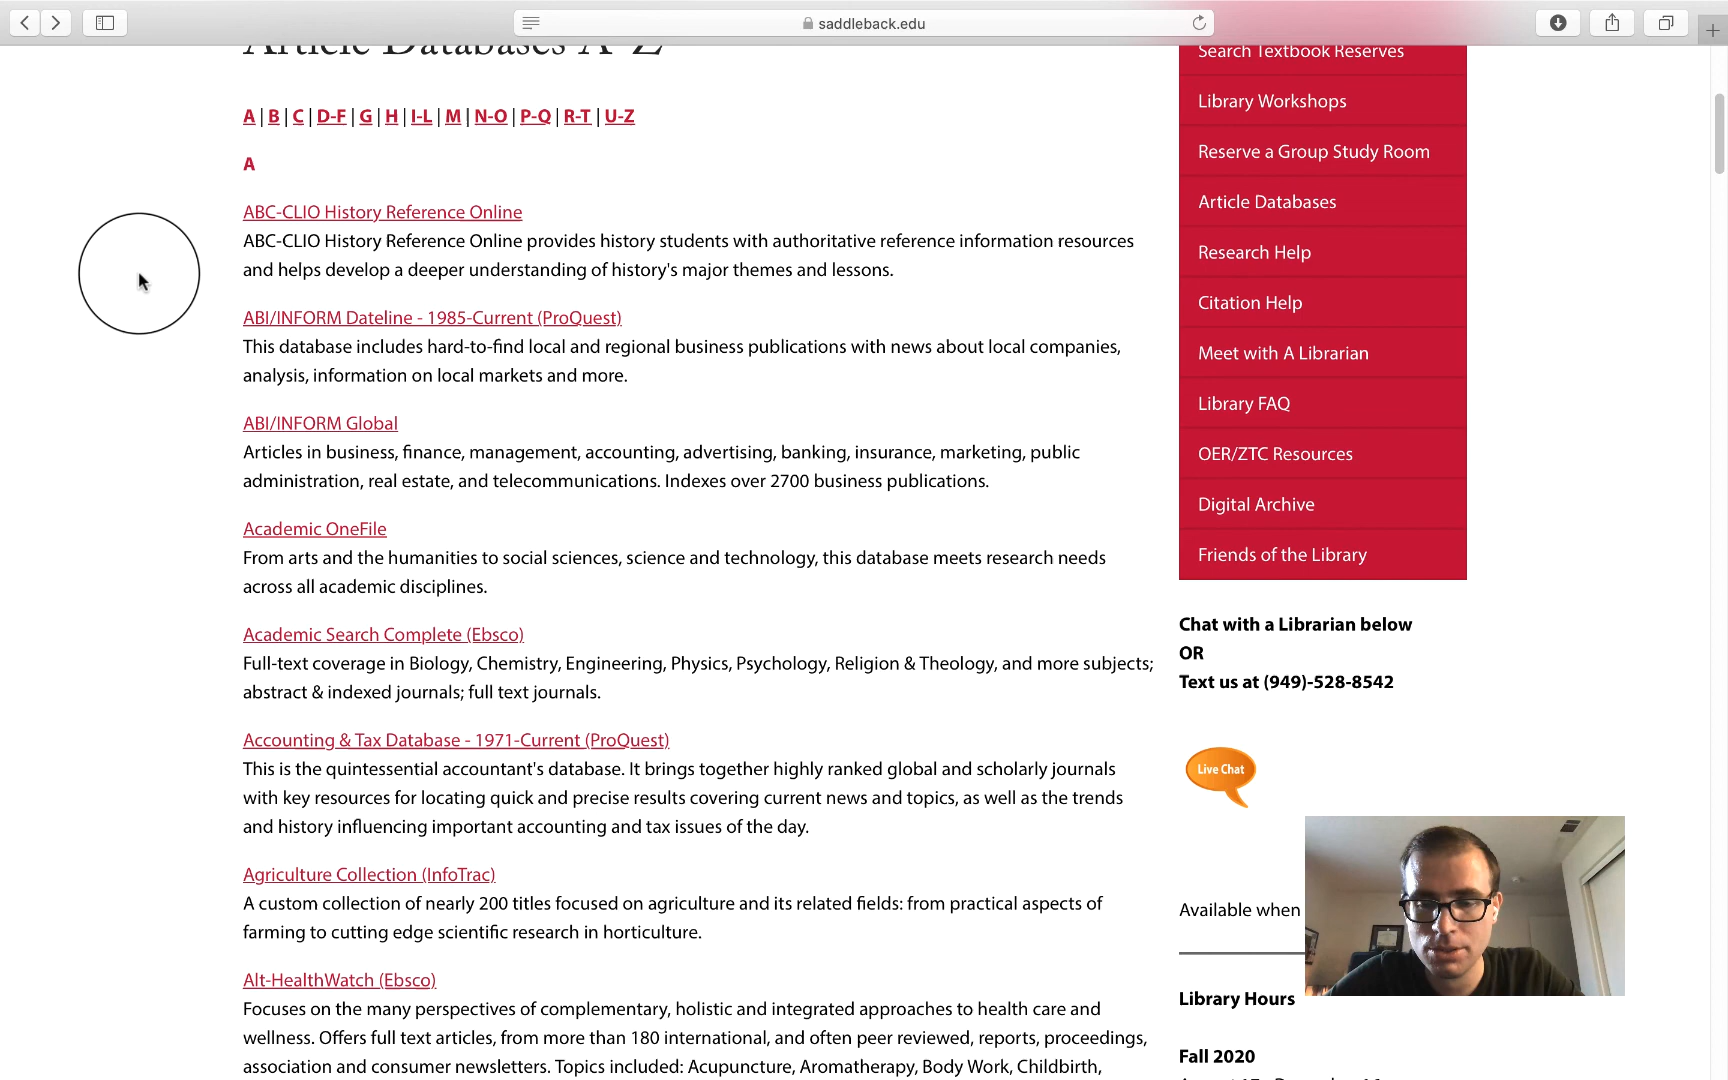 saddleback.edu
Article Databases A-Z
A | B | C | D-F | G | H | I-L | M | N-O | P-Q | R-T | U-Z
A
ABC-CLIO History Reference Online
ABC-CLIO History Reference Online provides history students with authoritative reference information resources
and helps develop a deeper understanding of history's major themes and lessons.
ABI/INFORM Dateline - 1985-Current (ProQuest)
This database includes hard-to-find local and regional business publications with news about local companies,
analysis, information on local markets and more.
ABI/INFORM Global
Articles in business, finance, management, accounting, advertising, banking, insurance, marketing, public
administration, real estate, and telecommunications. Indexes over 2700 business publications.
Academic OneFile
From arts and the humanities to social sciences, science and technology, this database meets research needs
across all academic disciplines.
Academic Search Complete (Ebsco)
Full-text coverage in Biology, Chemistry, Engineering, Physics, Psychology, Religion & Theology, and more subjects;
abstract & indexed journals; full text journals.
Accounting & Tax Database - 1971-Current (ProQuest)
This is the quintessential accountant's database. It brings together highly ranked global and scholarly journals
with key resources for locating quick and precise results covering current news and topics, as well as the trends
and history influencing important accounting and tax issues of the day.
Agriculture Collection (InfoTrac)
A custom collection of nearly 200 titles focused on agriculture and its related fields: from practical aspects of
farming to cutting edge scientific research in horticulture.
Alt-HealthWatch (Ebsco)
Focuses on the many perspectives of complementary, holistic and integrated approaches to health care and
wellness. Offers full text articles, from more than 180 international, and often peer reviewed, reports, proceedings,
association and consumer newsletters. Topics included: Acupuncture, Aromatherapy, Body Work, Childbirth,
Search Textbook Reserves
Library Workshops
Reserve a Group Study Room
Article Databases
Research Help
Citation Help
Meet with A Librarian
Library FAQ
OER/ZTC Resources
Digital Archive
Friends of the Library
Chat with a Librarian below
OR
Text us at (949)-528-8542
Live Chat
Available when
Library Hours
Fall 2020